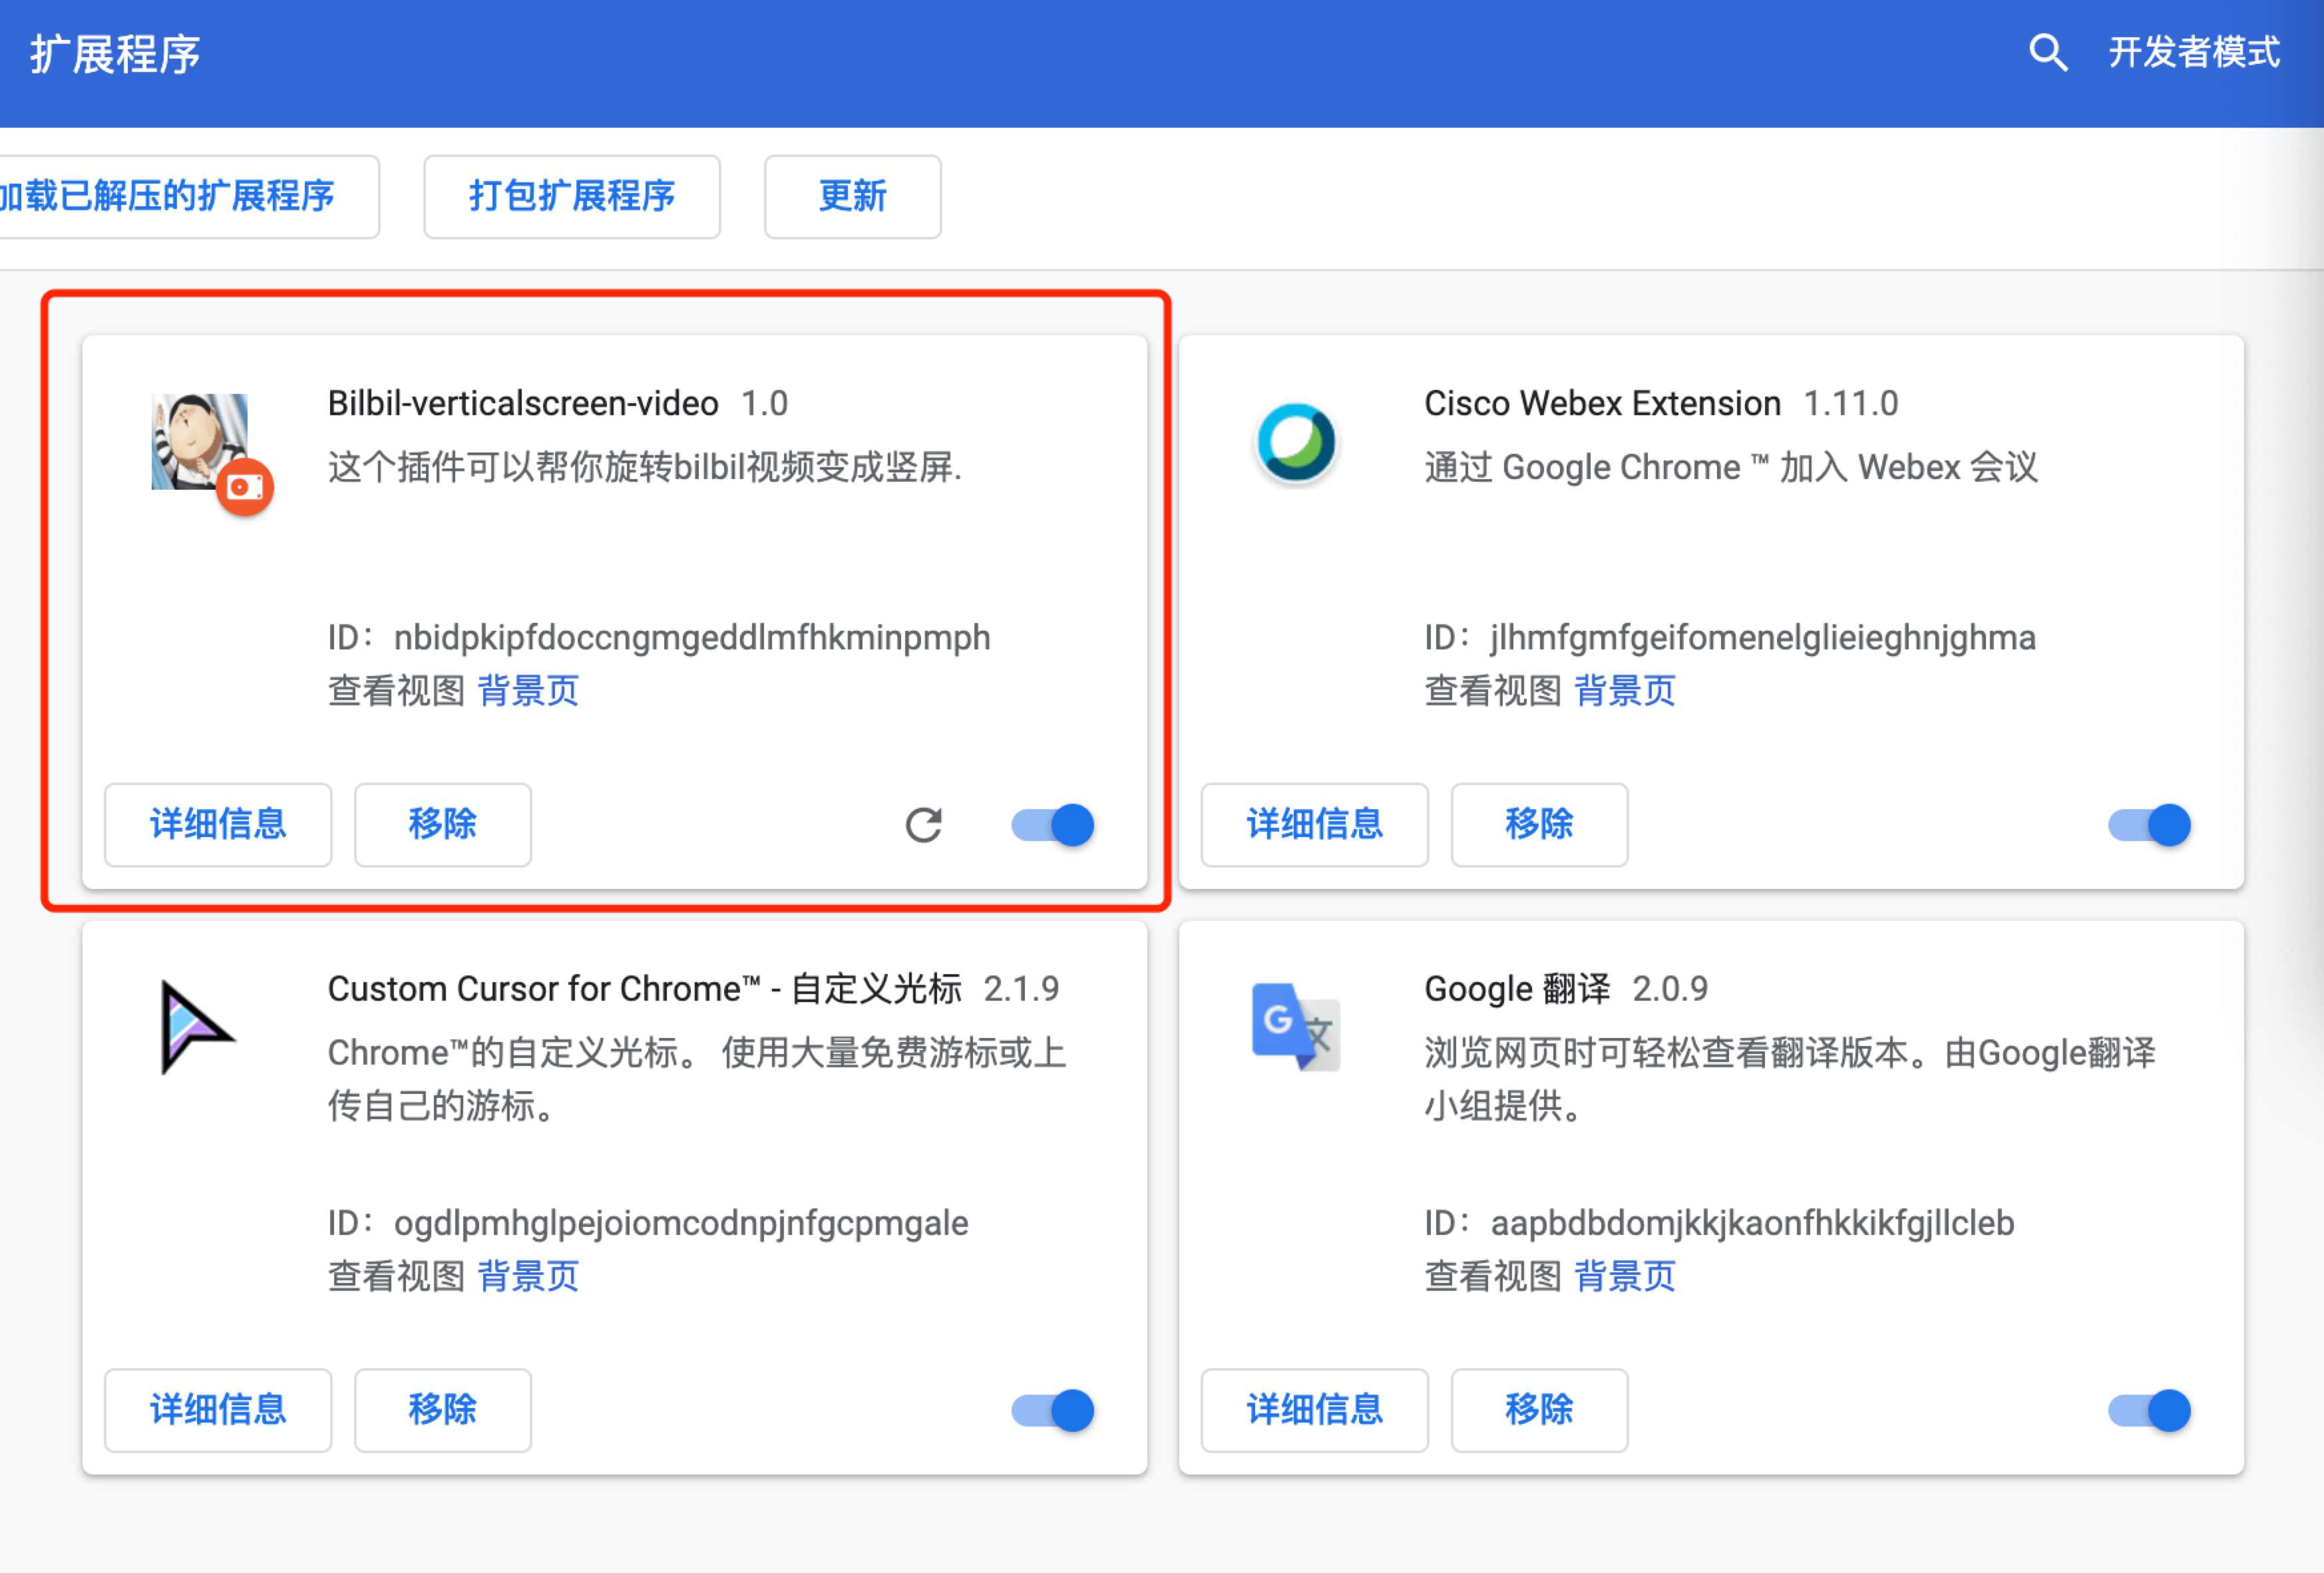 扩展程序
开发者模式
加载已解压的扩展程序
打包扩展程序
更新
Bilbil-verticalscreen-video 1.0
这个插件可以帮你旋转bilbil视频变成竖屏.
ID：nbidpkipfdoccngmgeddlmfhkminpmph
查看视图 背景页
详细信息
移除
Cisco Webex Extension 1.11.0
通过 Google Chrome ™ 加入 Webex 会议
ID：jlhmfgmfgeifomenelglieieghnjghma
查看视图 背景页
详细信息
移除
Custom Cursor for Chrome™ - 自定义光标 2.1.9
Chrome™的自定义光标。 使用大量免费游标或上
传自己的游标。
ID：ogdlpmhglpejoiomcodnpjnfgcpmgale
查看视图 背景页
详细信息
移除
Google 翻译 2.0.9
浏览网页时可轻松查看翻译版本。由Google翻译
小组提供。
ID：aapbdbdomjkkjkaonfhkkikfgjllcleb
查看视图 背景页
详细信息
移除